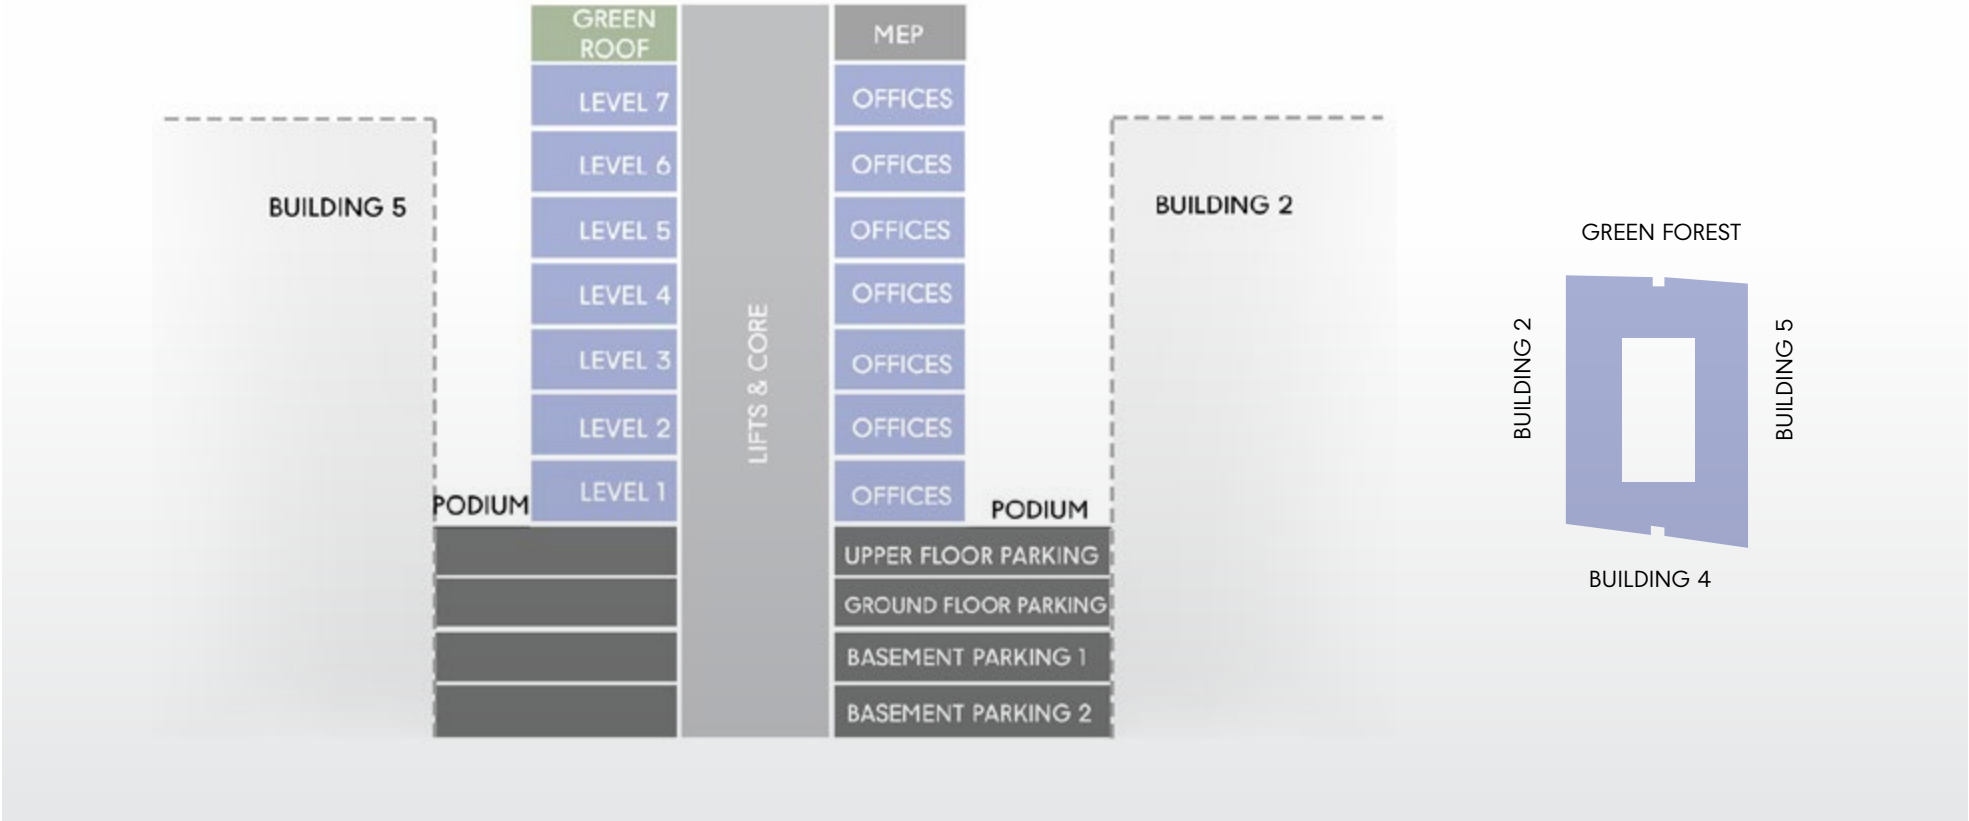 GREEN
ROOF
MEP
LEVEL 7
OFFICES
LEVEL 6
OFFICES
BUILDING 5
BUILDING 2
LEVEL 5
OFFICES
LEVEL 4
OFFICES
LEVEL 3
OFFICES
LIFTS & CORE
LEVEL 2
OFFICES
LEVEL 1
OFFICES
PODIUM
PODIUM
UPPER FLOOR PARKING
GROUND FLOOR PARKING
BASEMENT PARKING 1
BASEMENT PARKING 2
GREEN FOREST
BUILDING 2
BUILDING 5
BUILDING 4